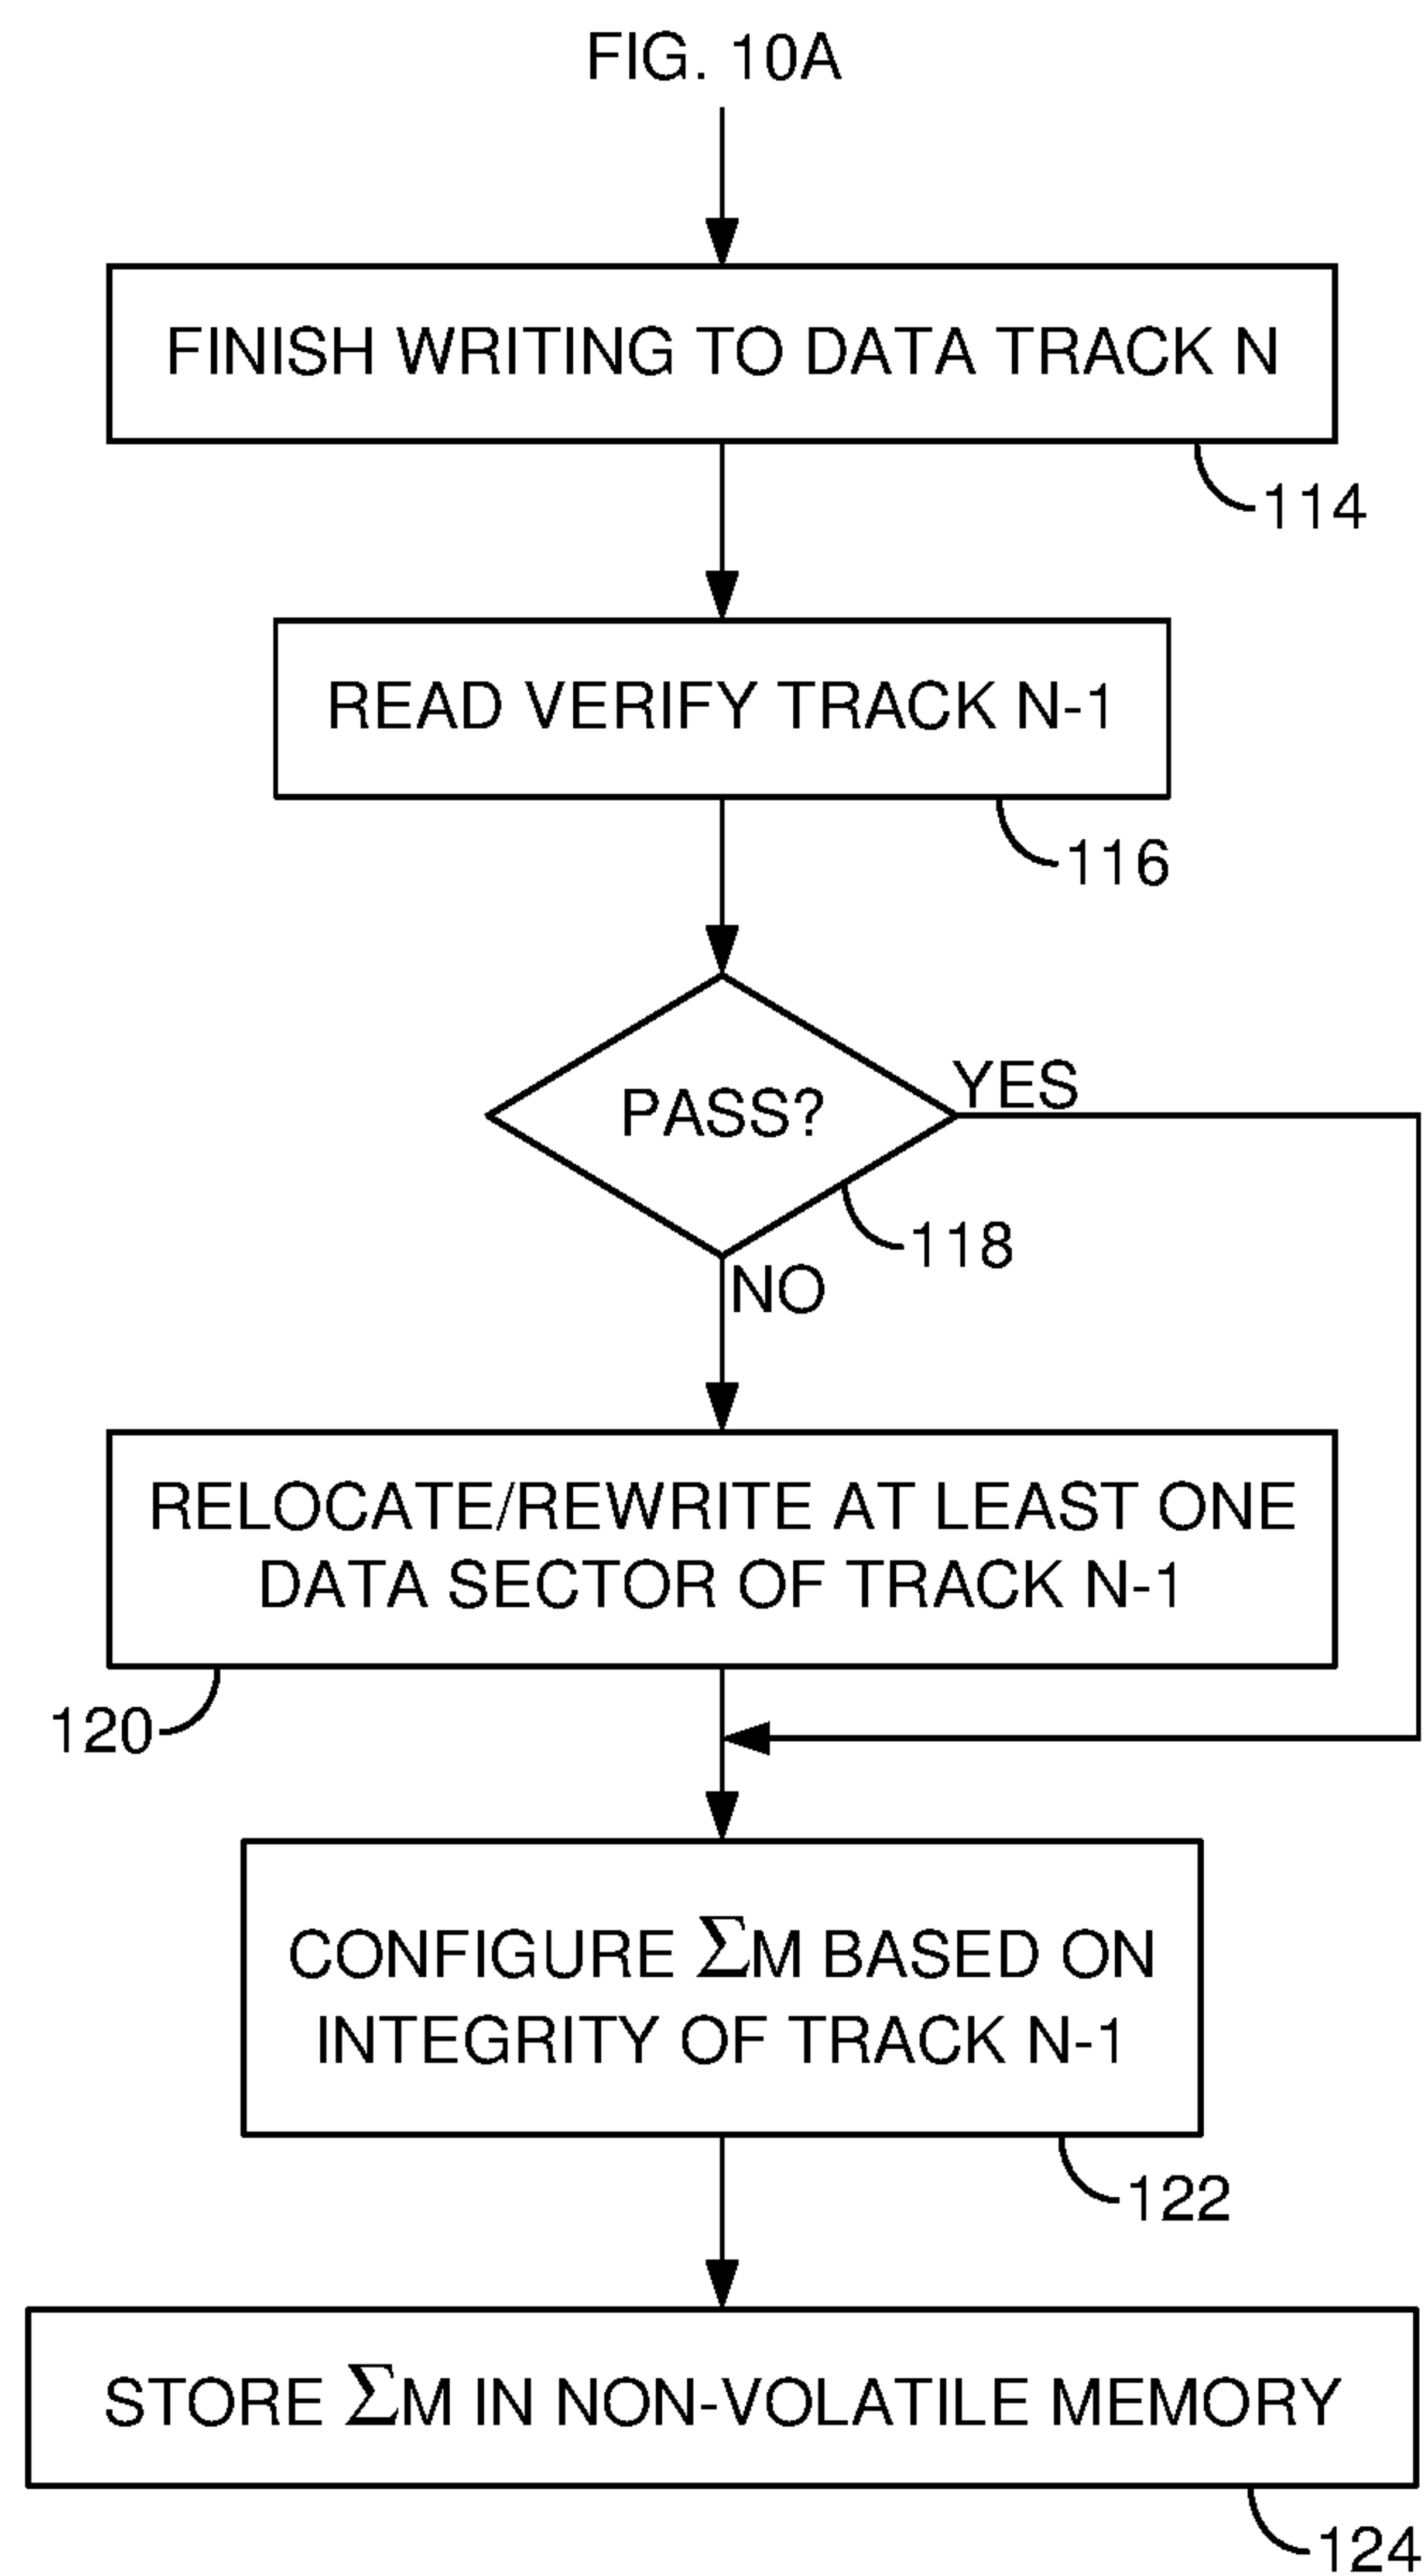 FIG. 10A
FINISH WRITING TO DATA TRACK N
114
READ VERIFY TRACK N-1
116
PASS?
YES
118
NO
RELOCATE/REWRITE AT LEAST ONE
DATA SECTOR OF TRACK N-1
120
CONFIGURE ΣM BASED ON
INTEGRITY OF TRACK N-1
122
STORE ΣM IN NON-VOLATILE MEMORY
124